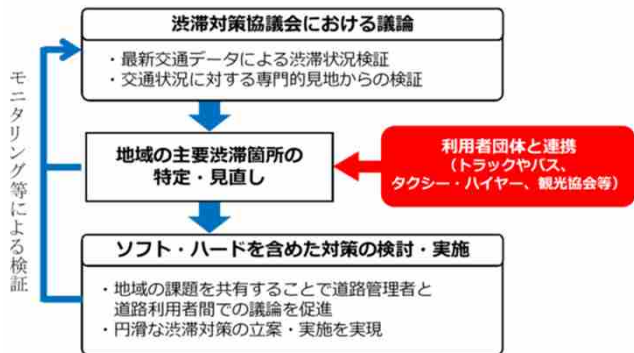 渋滞対策協議会における議論
・最新交通データによる渋滞状況検証
・交通状況に対する専門的見地からの検証
モニタリング等による検証
地域の主要渋滞箇所の
特定・見直し
利用者団体と連携
（トラックやバス、
タクシー・ハイヤー、観光協会等）
ソフト・ハードを含めた対策の検討・実施
・地域の課題を共有することで道路管理者と
道路利用者間での議論を促進
・円滑な渋滞対策の立案・実施を実現